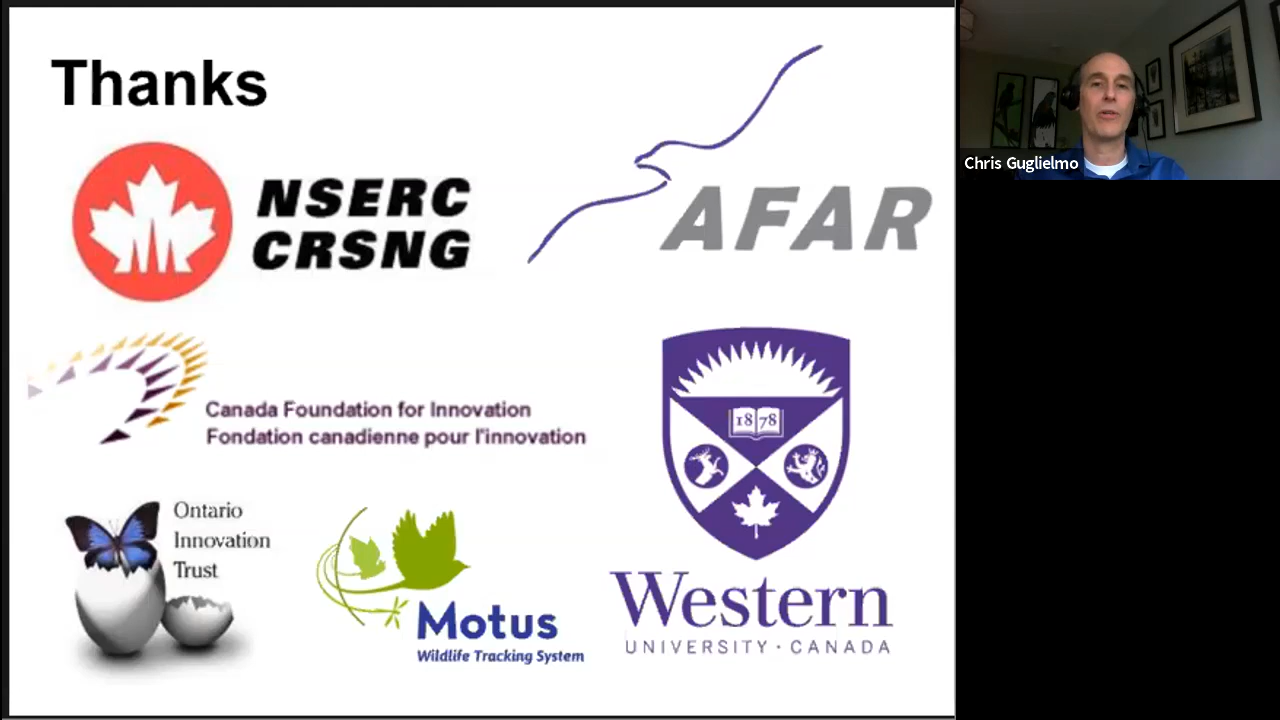 Thanks
NSERC
CRSNG
AFAR
Canada Foundation for Innovation
Fondation canadienne pour l'innovation
1878
Ontario
Innovation
Trust
Motus
Wildlife Tracking System
Western
UNIVERSITY · CANADA
Chris Guglielmo